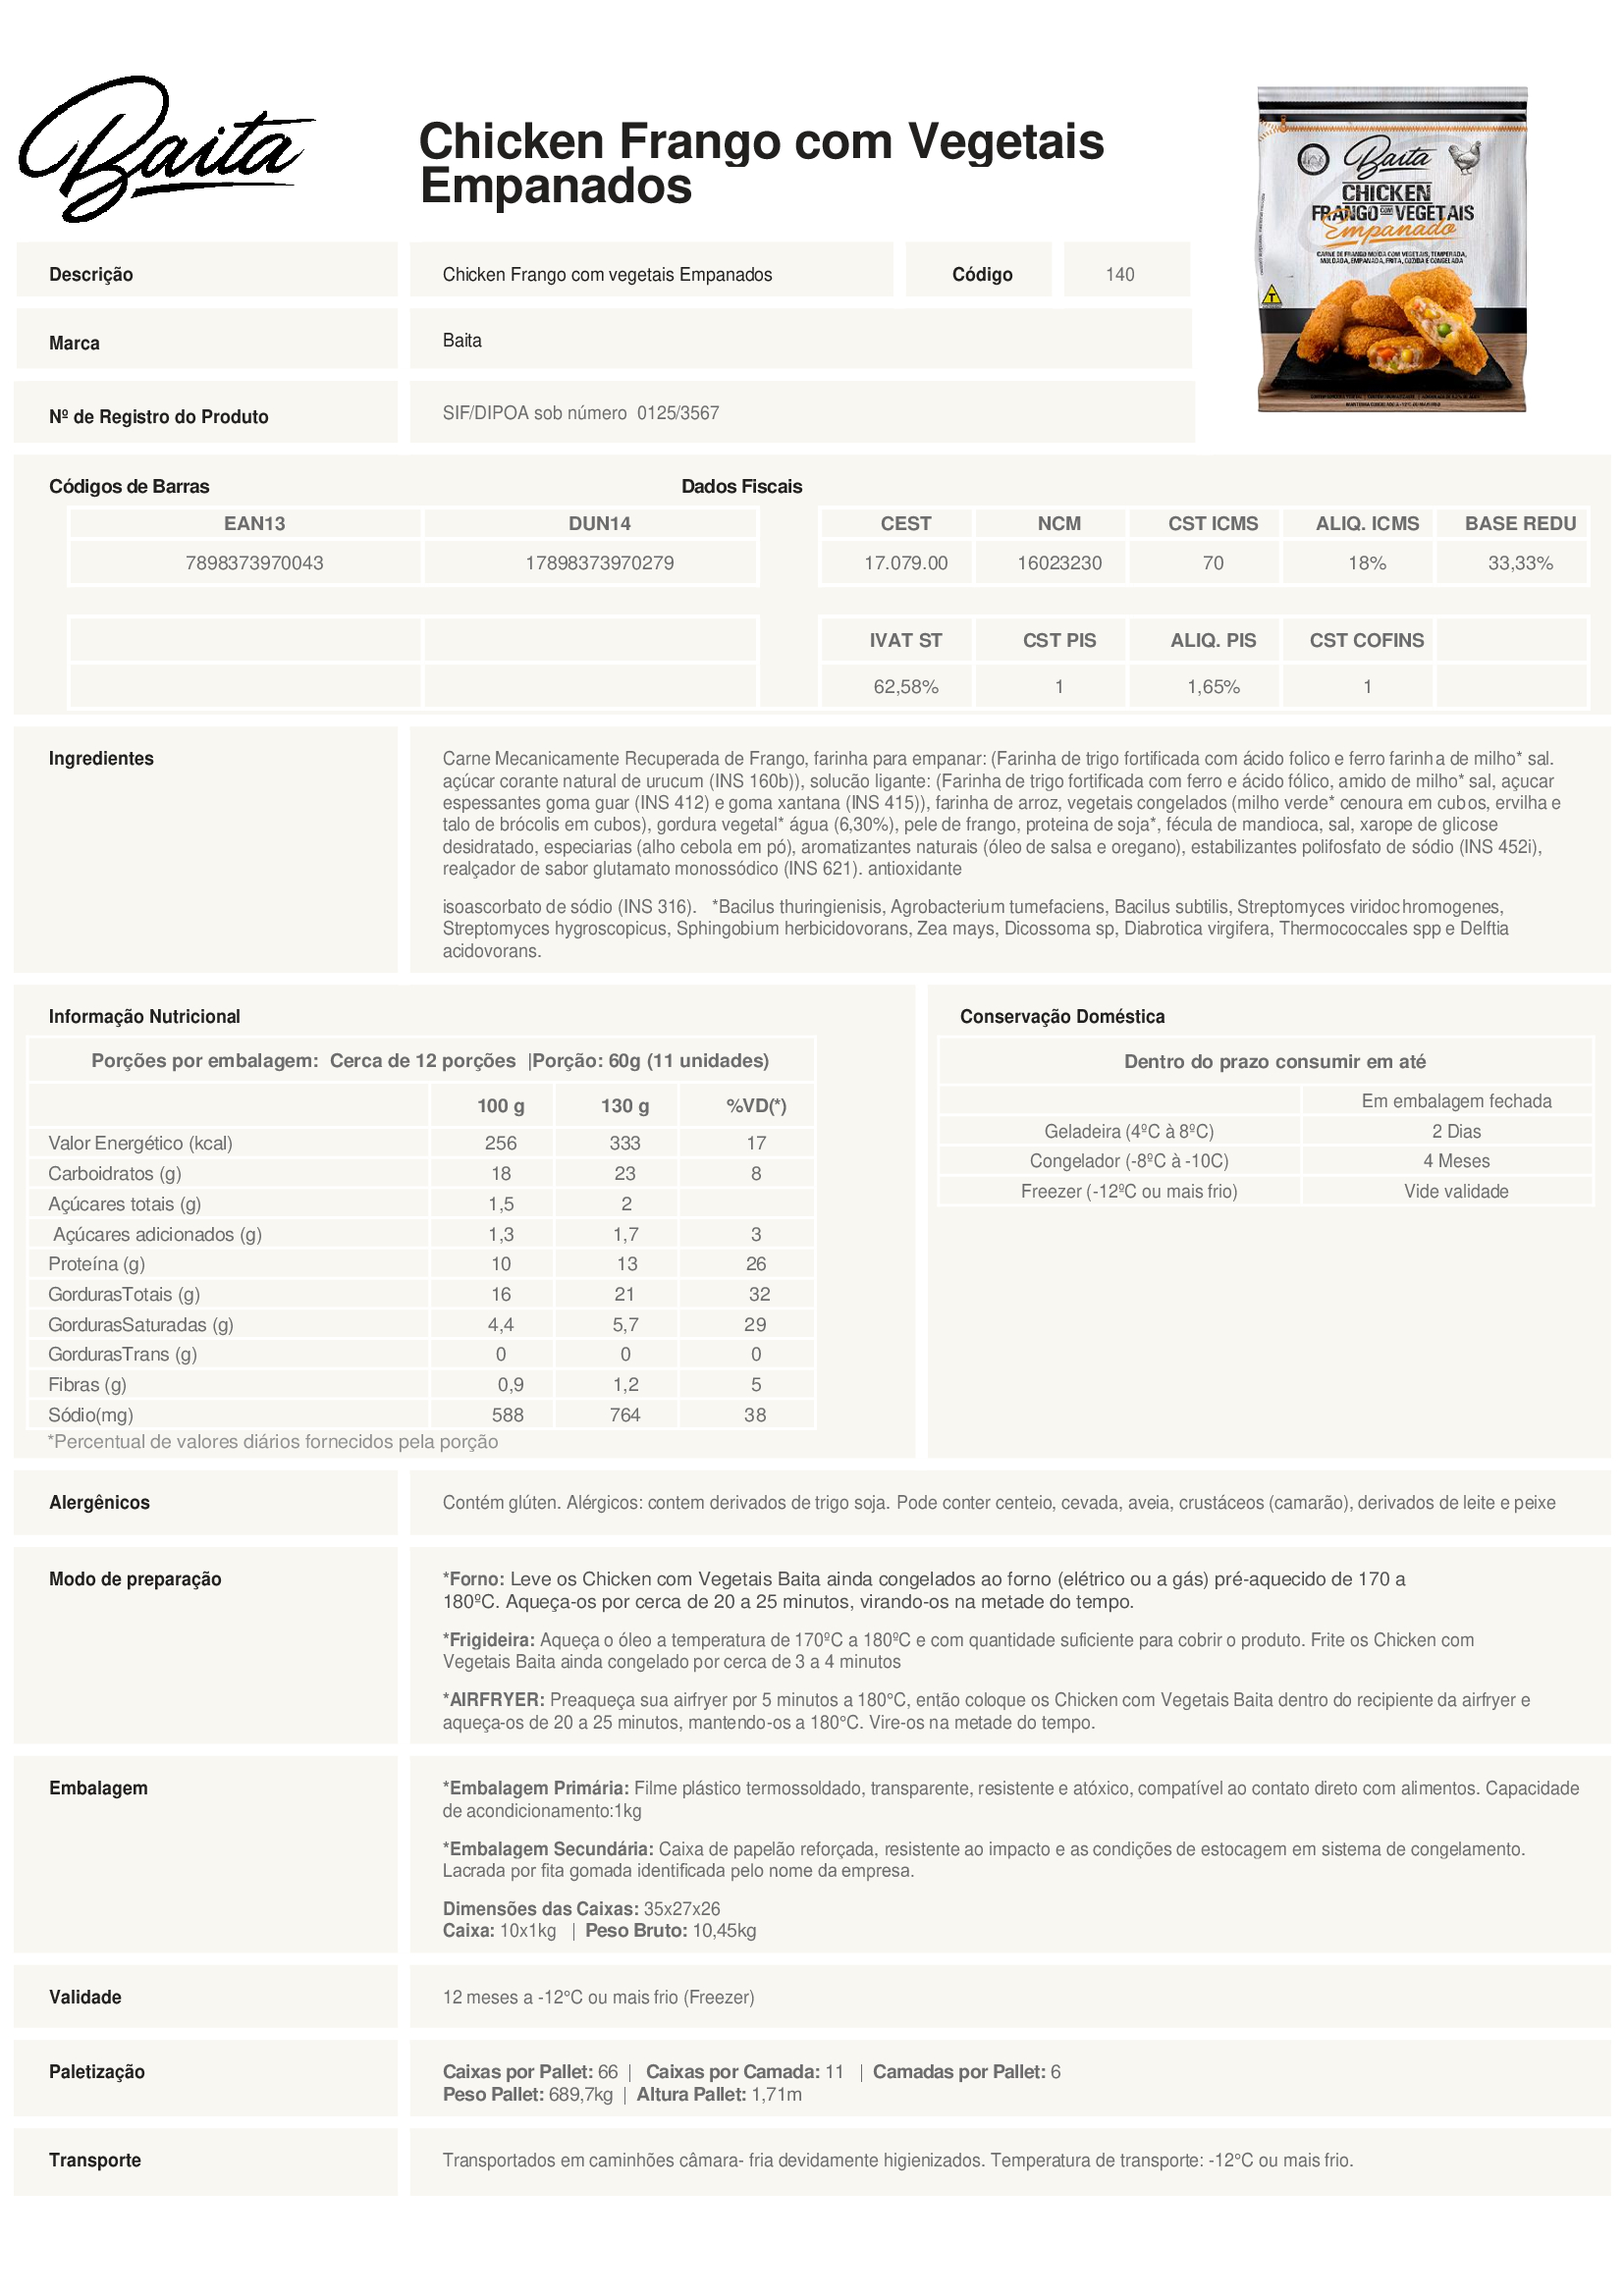 Baita
Chicken Frango com Vegetais
Empanados
Baita
CHICKEN
FRANGO COM VEGETAIS
Empanado
CARNE DE FRANGO MOÍDA COM VEGETAIS, TEMPERADA,
MOLDADA, EMPANADA, FRITA, COZIDA E CONGELADA
T
Descrição
Chicken Frango com vegetais Empanados
Código
140
Marca
Baita
Nº de Registro do Produto
SIF/DIPOA sob número 0125/3567
Códigos de Barras
Dados Fiscais
EAN13 DUN14 CEST NCM CST ICMS ALIQ. ICMS BASE REDU
7898373970043 17898373970279 17.079.00 16023230 70 18% 33,33%
IVAT ST CST PIS ALIQ. PIS CST COFINS
62,58% 1 1,65% 1
Ingredientes
Carne Mecanicamente Recuperada de Frango, farinha para empanar: (Farinha de trigo fortificada com ácido folico e ferro farinha de milho* sal.
açúcar corante natural de urucum (INS 160b)), solucão ligante: (Farinha de trigo fortificada com ferro e ácido fólico, amido de milho* sal, açucar
espessantes goma guar (INS 412) e goma xantana (INS 415)), farinha de arroz, vegetais congelados (milho verde* cenoura em cubos, ervilha e
talo de brócolis em cubos), gordura vegetal* água (6,30%), pele de frango, proteina de soja*, fécula de mandioca, sal, xarope de glicose
desidratado, especiarias (alho cebola em pó), aromatizantes naturais (óleo de salsa e oregano), estabilizantes polifosfato de sódio (INS 452i),
realçador de sabor glutamato monossódico (INS 621). antioxidante
isoascorbato de sódio (INS 316). *Bacilus thuringienisis, Agrobacterium tumefaciens, Bacilus subtilis, Streptomyces viridochromogenes,
Streptomyces hygroscopicus, Sphingobium herbicidovorans, Zea mays, Dicossoma sp, Diabrotica virgifera, Thermococcales spp e Delftia
acidovorans.
Informação Nutricional
Porções por embalagem: Cerca de 12 porções |Porção: 60g (11 unidades)
100 g 130 g %VD(*)
Valor Energético (kcal) 256 333 17
Carboidratos (g) 18 23 8
Açúcares totais (g) 1,5 2
Açúcares adicionados (g) 1,3 1,7 3
Proteína (g) 10 13 26
GordurasTotais (g) 16 21 32
GordurasSaturadas (g) 4,4 5,7 29
GordurasTrans (g) 0 0 0
Fibras (g) 0,9 1,2 5
Sódio(mg) 588 764 38
*Percentual de valores diários fornecidos pela porção
Conservação Doméstica
Dentro do prazo consumir em até
Em embalagem fechada
Geladeira (4ºC à 8ºC) 2 Dias
Congelador (-8ºC à -10C) 4 Meses
Freezer (-12ºC ou mais frio) Vide validade
Alergênicos
Contém glúten. Alérgicos: contem derivados de trigo soja. Pode conter centeio, cevada, aveia, crustáceos (camarão), derivados de leite e peixe
Modo de preparação
*Forno: Leve os Chicken com Vegetais Baita ainda congelados ao forno (elétrico ou a gás) pré-aquecido de 170 a
180ºC. Aqueça-os por cerca de 20 a 25 minutos, virando-os na metade do tempo.
*Frigideira: Aqueça o óleo a temperatura de 170ºC a 180ºC e com quantidade suficiente para cobrir o produto. Frite os Chicken com
Vegetais Baita ainda congelado por cerca de 3 a 4 minutos
*AIRFRYER: Preaqueça sua airfryer por 5 minutos a 180°C, então coloque os Chicken com Vegetais Baita dentro do recipiente da airfryer e
aqueça-os de 20 a 25 minutos, mantendo-os a 180°C. Vire-os na metade do tempo.
Embalagem
*Embalagem Primária: Filme plástico termossoldado, transparente, resistente e atóxico, compatível ao contato direto com alimentos. Capacidade
de acondicionamento:1kg
*Embalagem Secundária: Caixa de papelão reforçada, resistente ao impacto e as condições de estocagem em sistema de congelamento.
Lacrada por fita gomada identificada pelo nome da empresa.
Dimensões das Caixas: 35x27x26
Caixa: 10x1kg | Peso Bruto: 10,45kg
Validade
12 meses a -12°C ou mais frio (Freezer)
Paletização
Caixas por Pallet: 66 | Caixas por Camada: 11 | Camadas por Pallet: 6
Peso Pallet: 689,7kg | Altura Pallet: 1,71m
Transporte
Transportados em caminhões câmara- fria devidamente higienizados. Temperatura de transporte: -12°C ou mais frio.